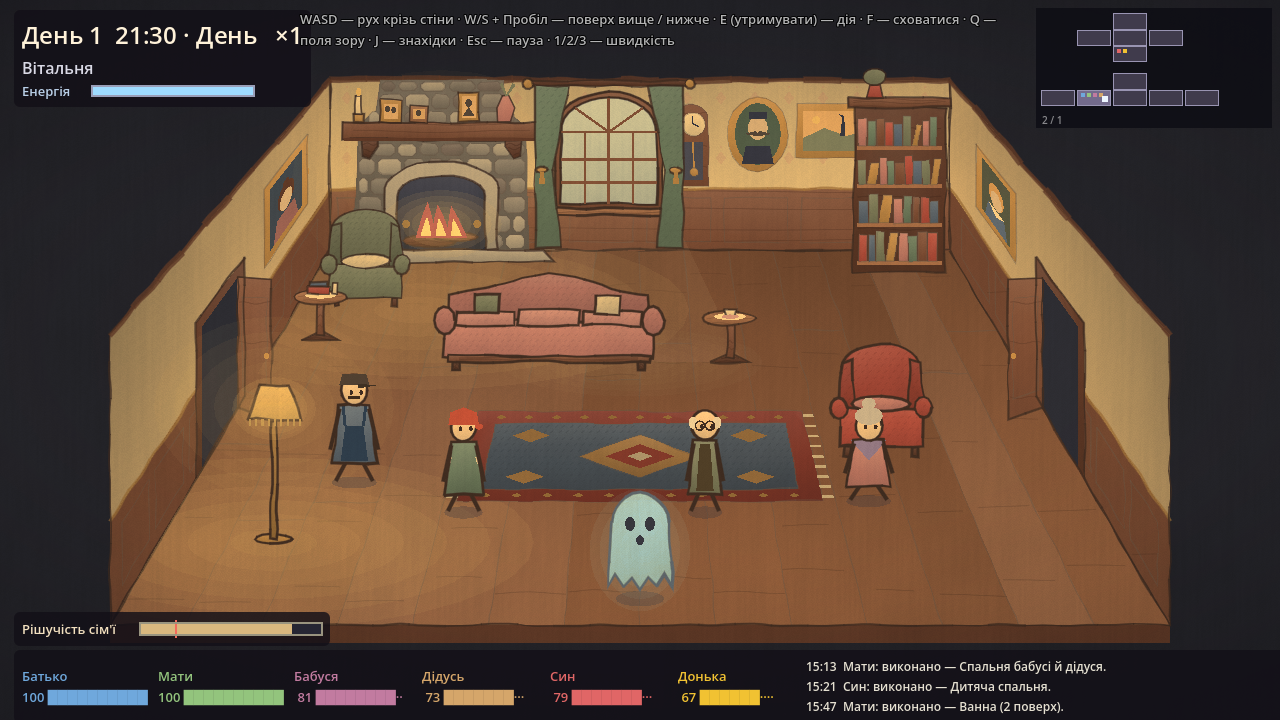 День 1 21:30 · День ×1
WASD — рух крізь стіни · W/S + Пробіл — поверх вище / нижче · E (утримувати) — дія · F — сховатися · Q —
поля зору · J — знахідки · Esc — пауза · 1/2/3 — швидкість
Вітальня
Енергія
2 / 1
Рішучість сім'ї
Батько Мати Бабуся Дідусь Син Донька
100 100 81 73 79 67
15:13 Мати: виконано — Спальня бабусі й дідуся.
15:21 Син: виконано — Дитяча спальня.
15:47 Мати: виконано — Ванна (2 поверх).